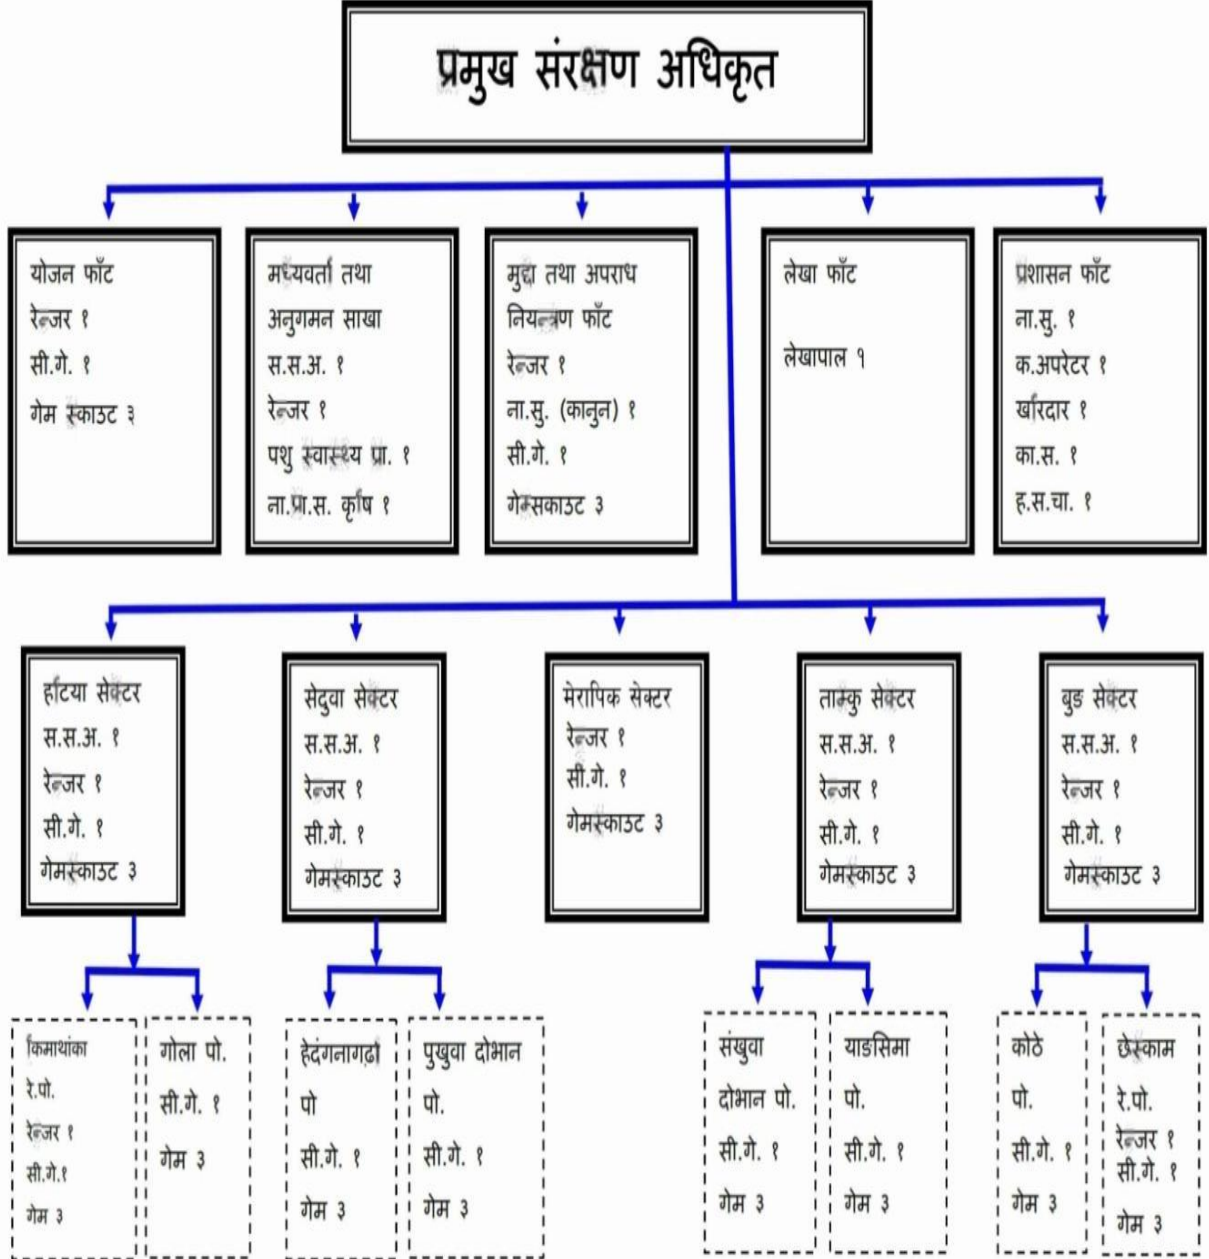 प्रमुख संरक्षण अधिकृत
योजन फाँट
रेन्जर १
सी.गे. १
गेम स्काउट ३
मध्यवर्ती तथा
अनुगमन साखा
स.स.अ. १
रेन्जर १
पशु स्वास्थ्य प्रा. १
ना.प्रा.स. कृषि १
मुद्दा तथा अपराध
नियन्त्रण फाँट
रेन्जर १
ना.सु. (कानुन) १
सी.गे. १
गेम्सकाउट ३
लेखा फाँट
लेखापाल १
प्रशासन फाँट
ना.सु. १
क.अपरेटर १
खरिदार १
का.स. १
ह.स.चा. १
हटिया सेक्टर
स.स.अ. १
रेन्जर १
सी.गे. १
गेमस्काउट ३
सेदुवा सेक्टर
स.स.अ. १
रेन्जर १
सी.गे. १
गेमस्काउट ३
मेरापिक सेक्टर
रेन्जर १
सी.गे. १
गेमस्काउट ३
ताम्कु सेक्टर
स.स.अ. १
रेन्जर १
सी.गे. १
गेमस्काउट ३
बुङ सेक्टर
स.स.अ. १
रेन्जर १
सी.गे. १
गेमस्काउट ३
किमाथांका
रे.पो.
रेन्जर १
सी.गे.१
गेम ३
गोला पो.
सी.गे. १
गेम ३
हेदंगनागढी
पो
सी.गे. १
गेम ३
पुखुवा दोभान
पो.
सी.गे. १
गेम ३
संखुवा
दोभान पो.
सी.गे. १
गेम ३
याङसिमा
पो.
सी.गे. १
गेम ३
कोठे
पो.
सी.गे. १
गेम ३
छेस्काम
रे.पो.
रेन्जर १
सी.गे. १
गेम ३